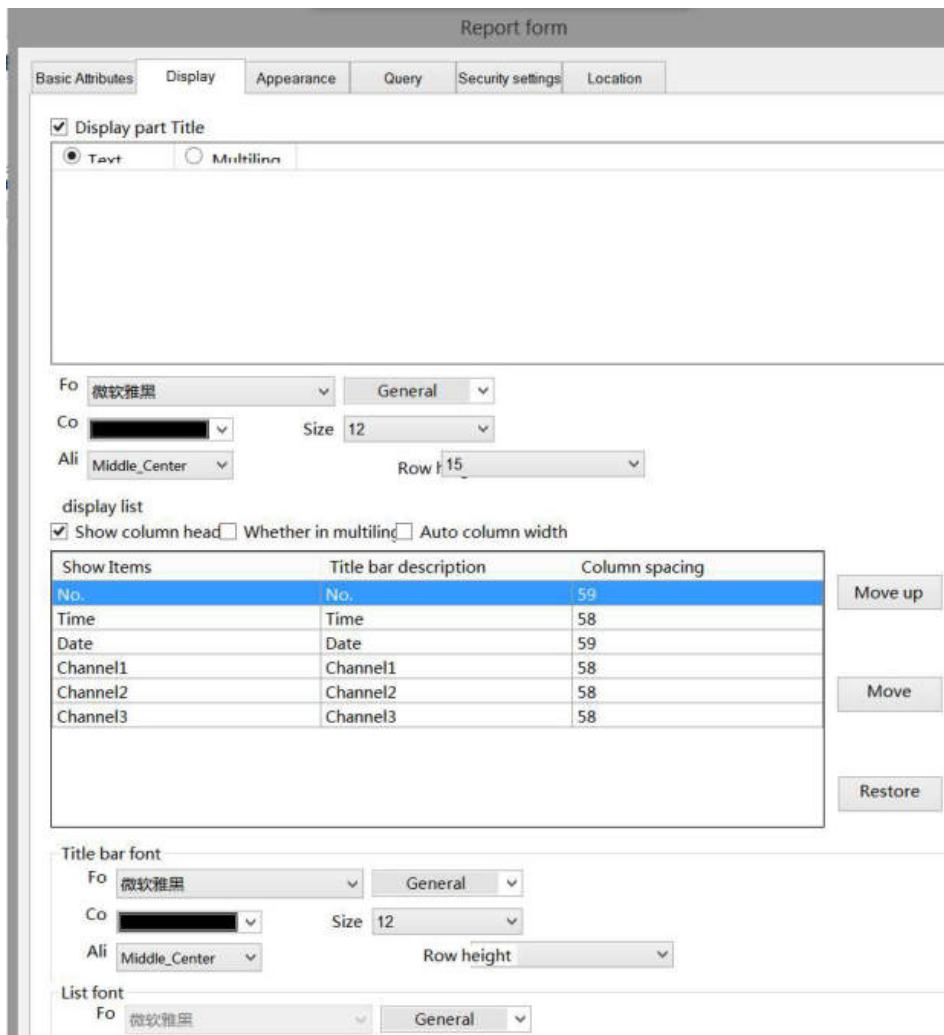 Report form
Basic Attributes Display Appearance Query Security settings Location
Display part Title
Text Multiling
Fo 微软雅黑 General
Co Size 12
Ali Middle_Center Row 15
display list
Show column head Whether in multiling Auto column width
Show Items Title bar description Column spacing
No. No. 59 Move up
Time Time 58
Date Date 59
Channel1 Channel1 58
Channel2 Channel2 58 Move
Channel3 Channel3 58
Restore
Title bar font
Fo 微软雅黑 General
Co Size 12
Ali Middle_Center Row height
List font
Fo 微软雅黑 General